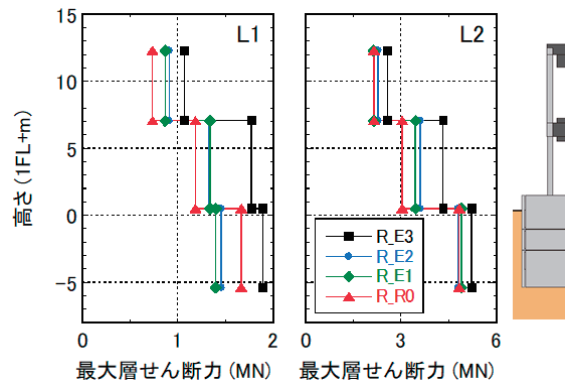 L1
L2
高さ (1FL+m)
15
10
5
0
−5
R_E3
R_E2
R_E1
R_R0
0 1 2
0 3 6
最大層せん断力 (MN)
最大層せん断力 (MN)